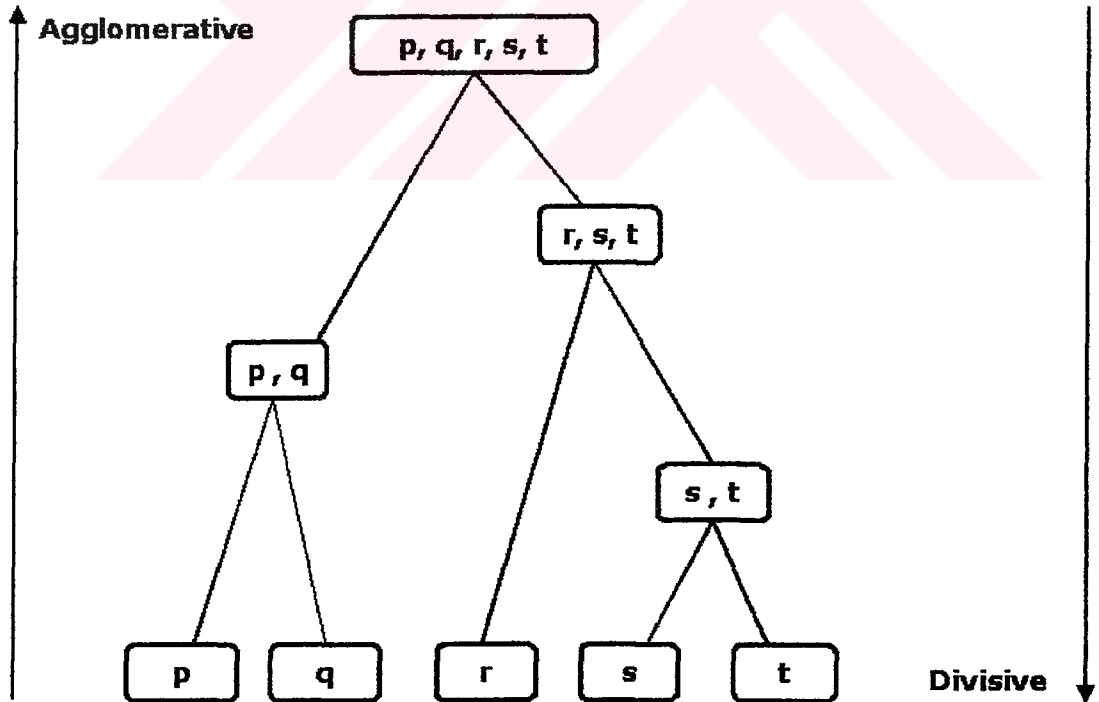 Agglomerative
p, q, r, s, t
r, s, t
p , q
s , t
p
q
r
s
t
Divisive